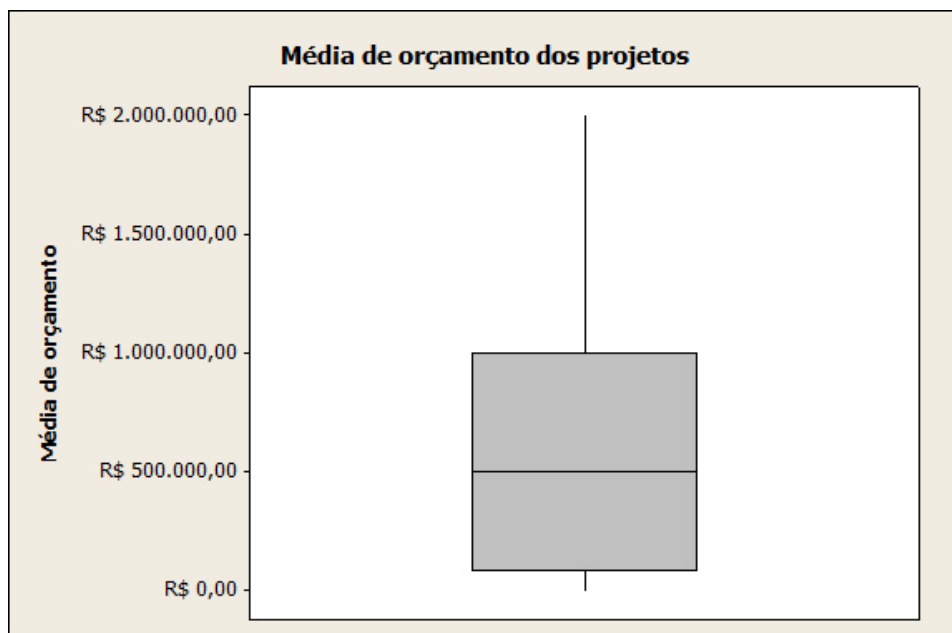 Média de orçamento dos projetos
R$ 2.000.000,00
R$ 1.500.000,00
R$ 1.000.000,00
R$ 500.000,00
R$ 0,00
Média de orçamento